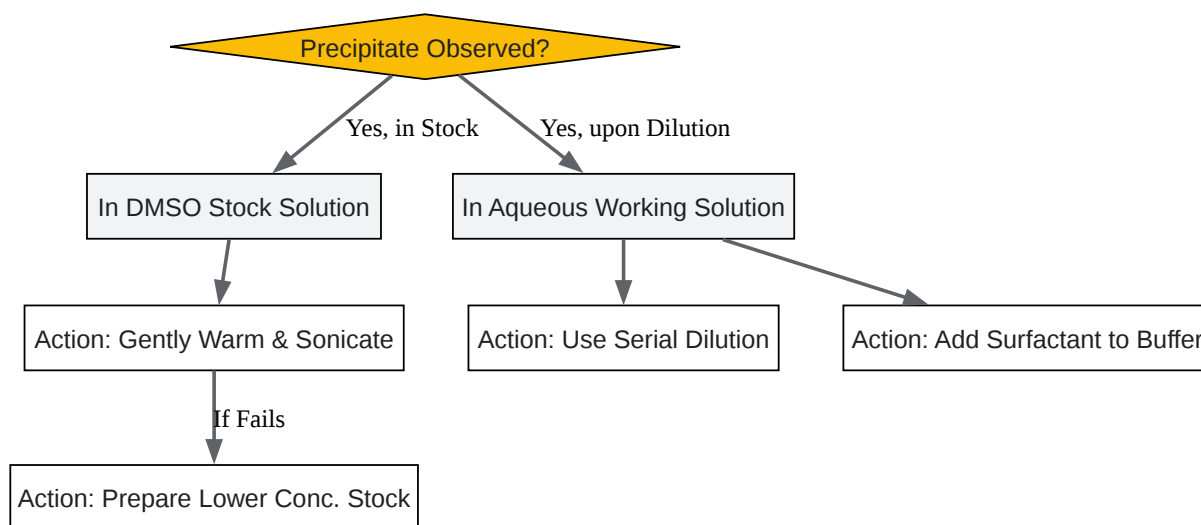 Precipitate Observed?
Yes, in Stock
Yes, upon Dilution
In DMSO Stock Solution
In Aqueous Working Solution
Action: Gently Warm & Sonicate
Action: Use Serial Dilution
Action: Add Surfactant to Buffer
If Fails
Action: Prepare Lower Conc. Stock